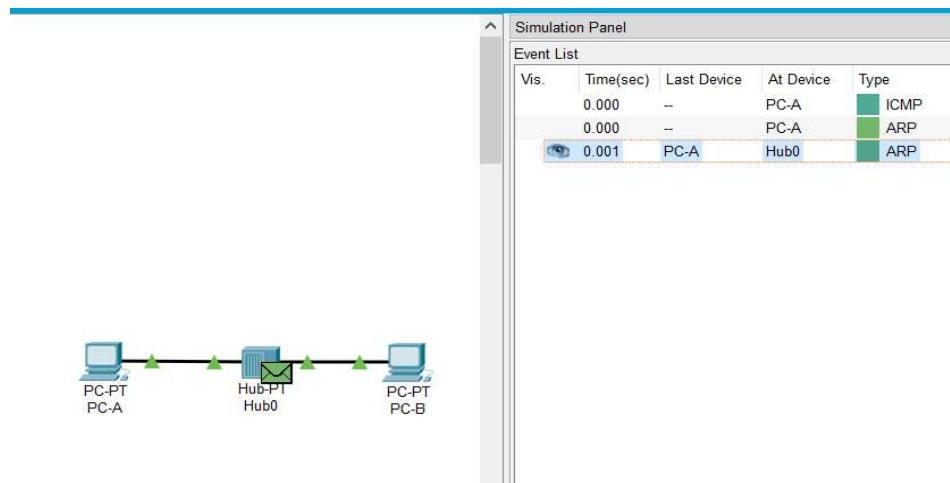 Simulation Panel
Event List
Vis. Time(sec) Last Device At Device Type
0.000 -- PC-A ICMP
0.000 -- PC-A ARP
0.001 PC-A Hub0 ARP
PC-PT
PC-A
Hub-PT
Hub0
PC-PT
PC-B